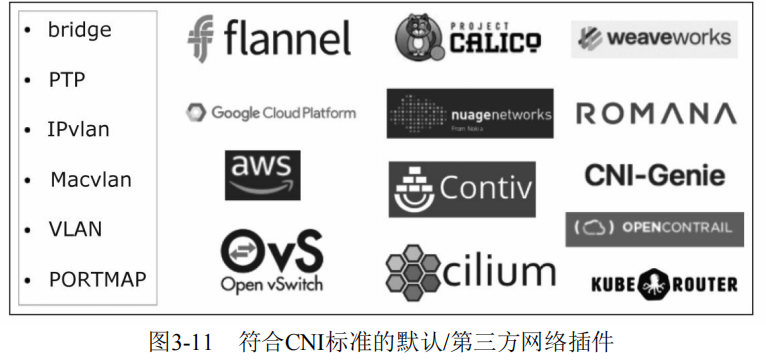 • bridge
• PTP
• IPvlan
• Macvlan
• VLAN
• PORTMAP
flannel
PROJECT
CALICO
weaveworks
Google Cloud Platform
nuagenetworks
From Nokia
ROMANA
aws
Contiv
CNI-Genie
OPENCONTRAIL
OVS
Open vSwitch
cilium
KUBE ROUTER
图3-11 符合CNI标准的默认/第三方网络插件